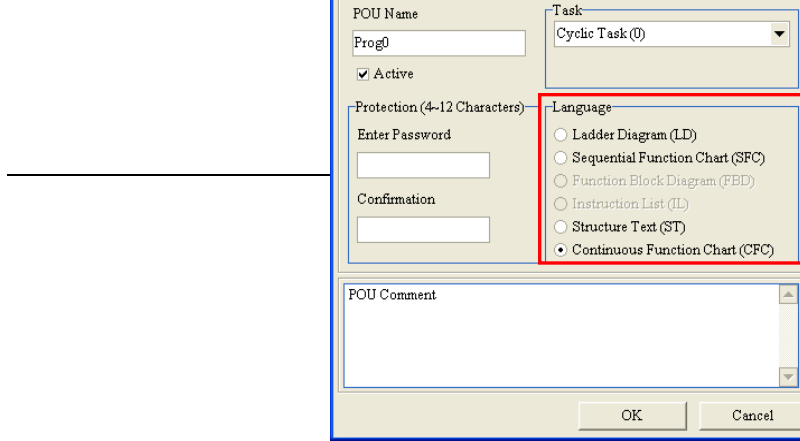 POU Name
Prog0
Active
Task
Cyclic Task (0)
Protection (4~12 Characters)
Enter Password
Confirmation
Language
Ladder Diagram (LD)
Sequential Function Chart (SFC)
Function Block Diagram (FBD)
Instruction List (IL)
Structure Text (ST)
Continuous Function Chart (CFC)
POU Comment
OK
Cancel